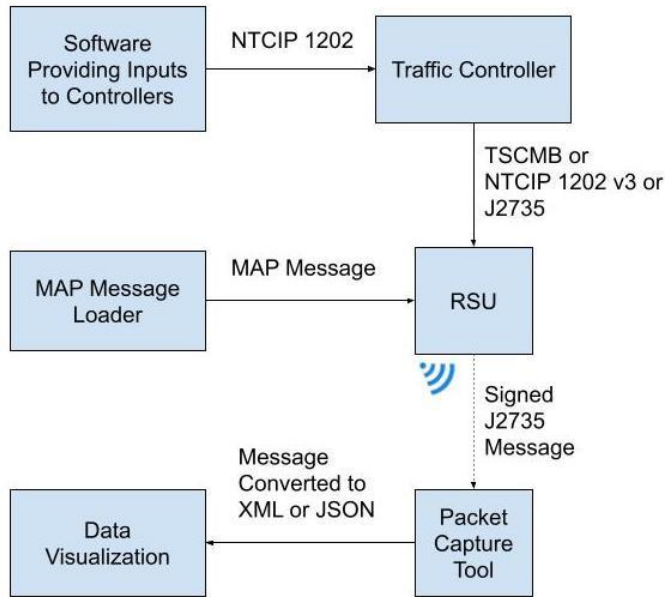 Software
Providing Inputs
to Controllers
NTCIP 1202
Traffic Controller
TSCMB or
NTCIP 1202 v3 or
J2735
MAP Message
Loader
MAP Message
RSU
Signed
J2735
Message
Message
Converted to
XML or JSON
Data
Visualization
Packet
Capture
Tool